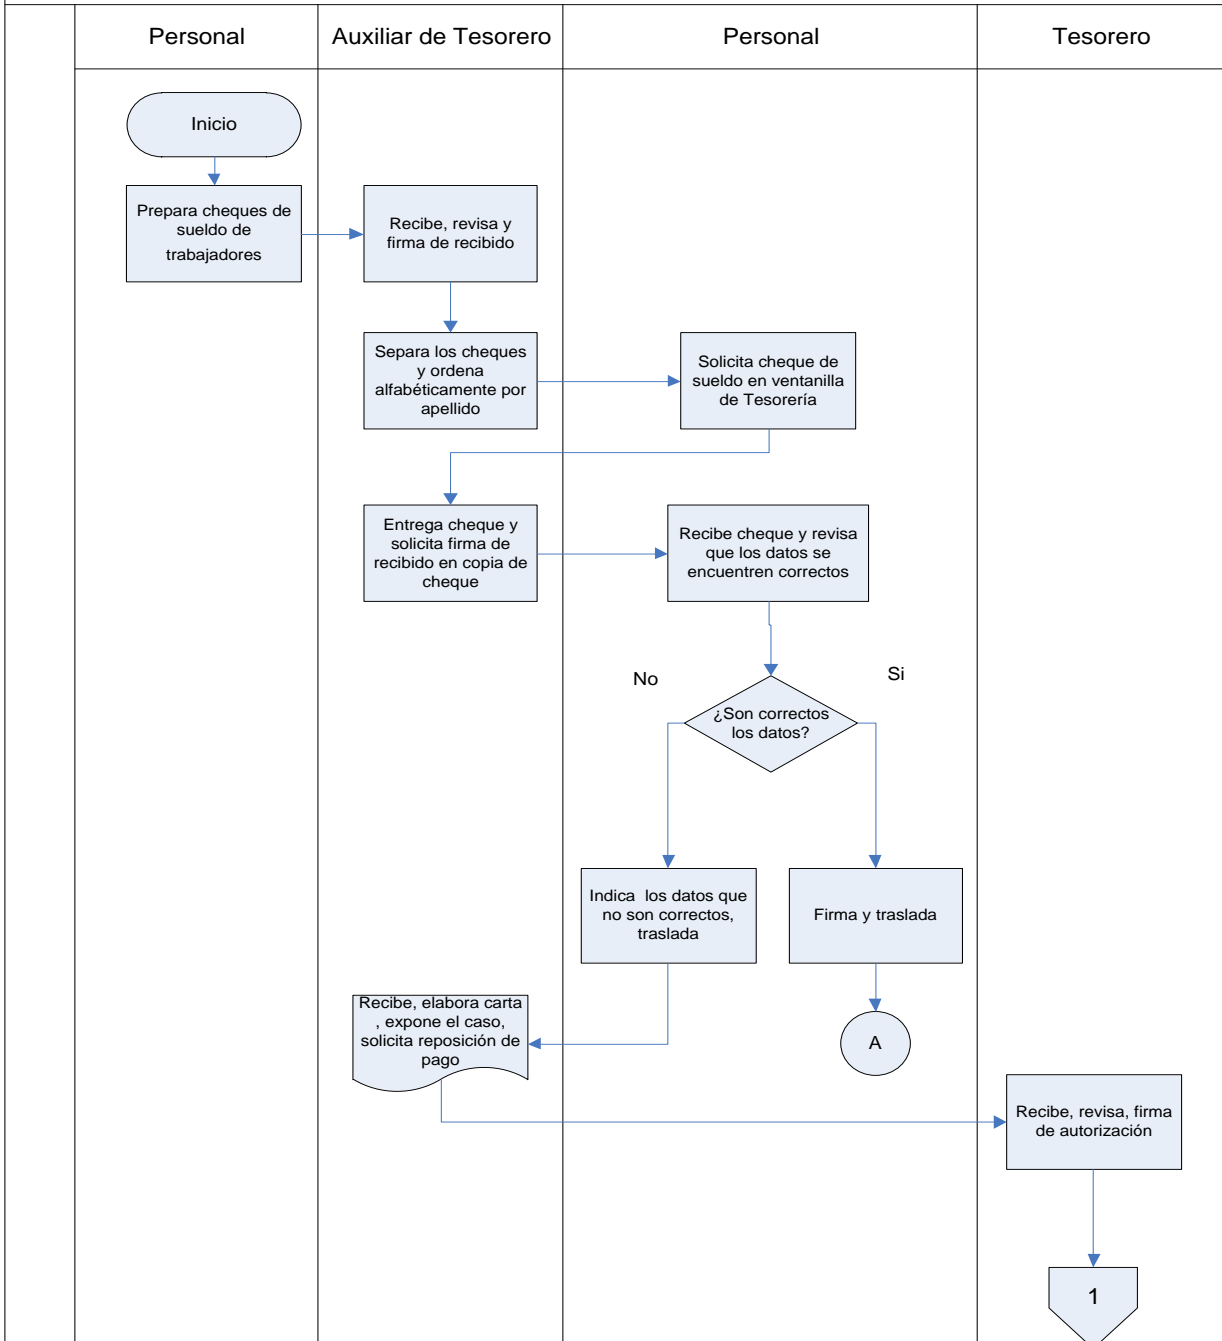 Personal
Auxiliar de Tesorero
Personal
Tesorero
Inicio
Prepara cheques de
sueldo de
trabajadores
Recibe, revisa y
firma de recibido
Separa los cheques
y ordena
alfabéticamente por
apellido
Solicita cheque de
sueldo en ventanilla
de Tesorería
Entrega cheque y
solicita firma de
recibido en copia de
cheque
Recibe cheque y revisa
que los datos se
encuentren correctos
No
Si
¿Son correctos
los datos?
Indica  los datos que
no son correctos,
traslada
Firma y traslada
Recibe, elabora carta
, expone el caso,
solicita reposición de
pago
A
Recibe, revisa, firma
de autorización
1